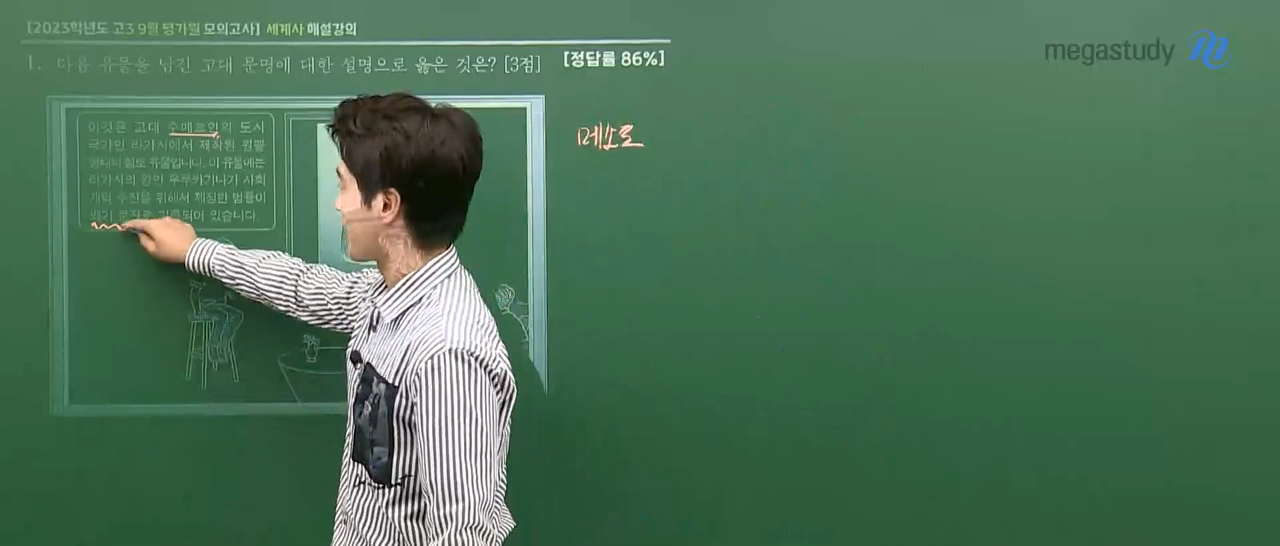 [2023학년도 고3 9월 평가원 모의고사] 세계사 해설강의
megastudy
1. 다음 유물을 남긴 고대 문명에 대한 설명으로 옳은 것은? [3점] [정답률 86%]
이것은 고대 수메르인의 도시
국가인 라가시에서 제작된 원뿔
형태의 점토 유물입니다. 이 유물에는
라가시의 왕인 우루카기나가 사회
개혁 추진을 위해서 제정한 법률이
쐐기 문자로 기록되어 있습니다.
메소포